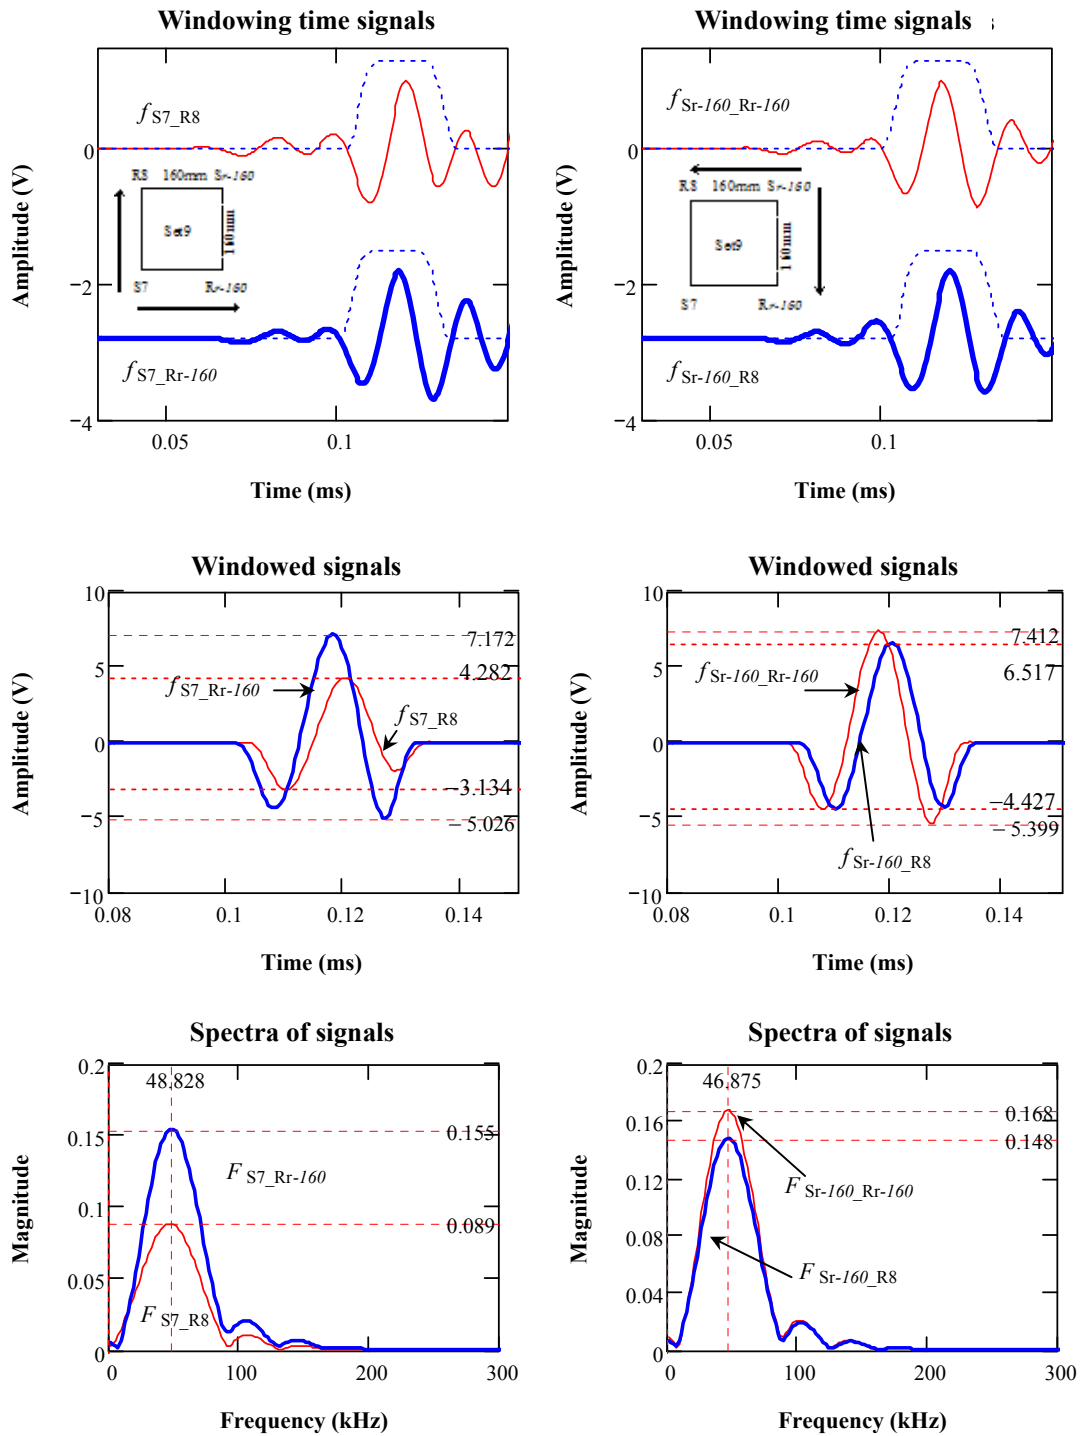 Windowing time signals
Amplitude (V)
0
−2
−4
0.05
0.1
Time (ms)
f S7_R8
R8 160mm Sr-160
Set9
160mm
S7 Rr-160
f S7_Rr-160
Windowing time signals
Amplitude (V)
0
−2
−4
0.05
0.1
Time (ms)
f Sr-160_Rr-160
R8 160mm Sr-160
Set9
160mm
S7 Rr-160
f Sr-160_R8
Windowed signals
Amplitude (V)
10
5
0
−5
−10
0.08 0.1 0.12 0.14
Time (ms)
7.172
4.282
f S7_Rr-160
f S7_R8
−3.134
−5.026
Windowed signals
Amplitude (V)
10
5
0
−5
−10
0.08 0.1 0.12 0.14
Time (ms)
7.412
6.517
f Sr-160_Rr-160
−4.427
−5.399
f Sr-160_R8
Spectra of signals
Magnitude
0.2
0.15
0.1
0.05
0
0 100 200 300
Frequency (kHz)
48.828
0.155
F S7_Rr-160
0.089
F S7_R8
Spectra of signals
Magnitude
0.2
0.16
0.12
0.08
0.04
0
0 100 200 300
Frequency (kHz)
46.875
0.168
0.148
F Sr-160_Rr-160
F Sr-160_R8